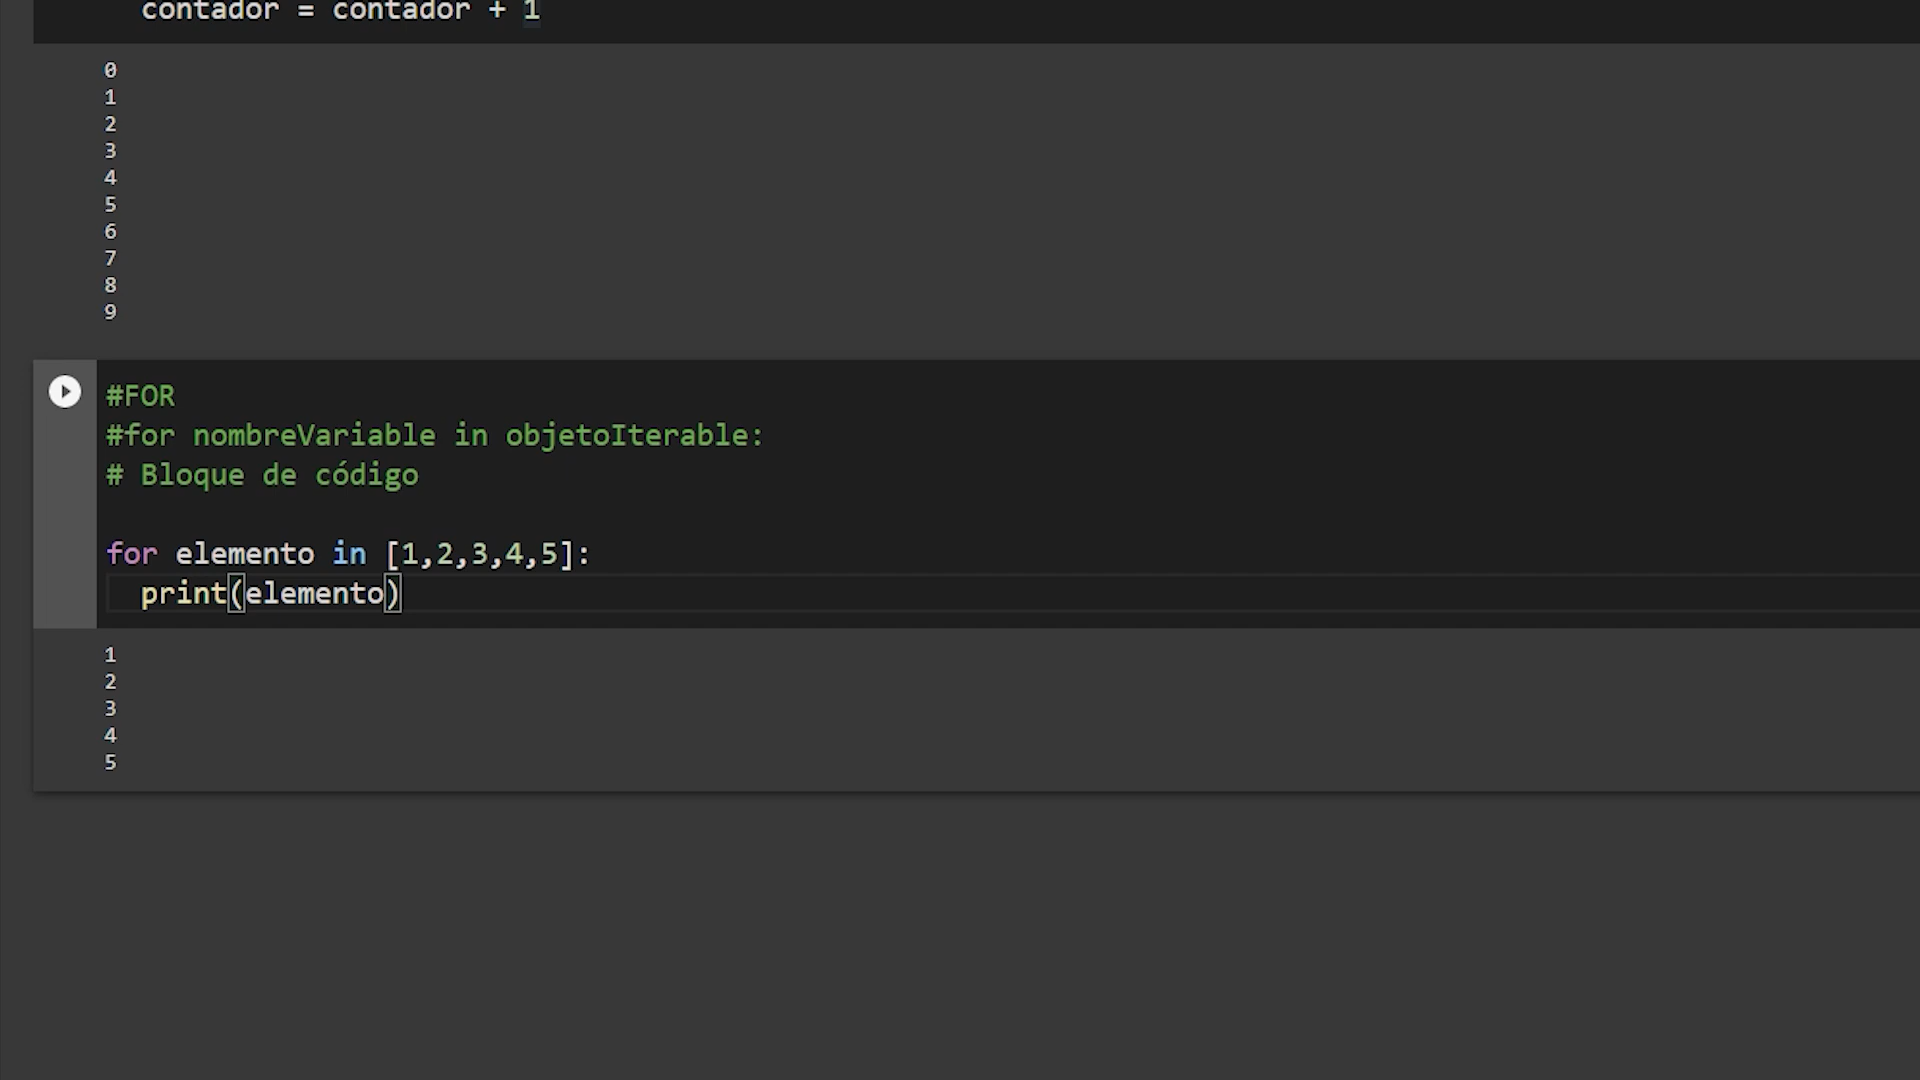 contador = contador + 1
0
1
2
3
4
5
6
7
8
9
#FOR
#for nombreVariable in objetoIterable:
# Bloque de código
for elemento in [1,2,3,4,5]:
print(elemento)
1
2
3
4
5